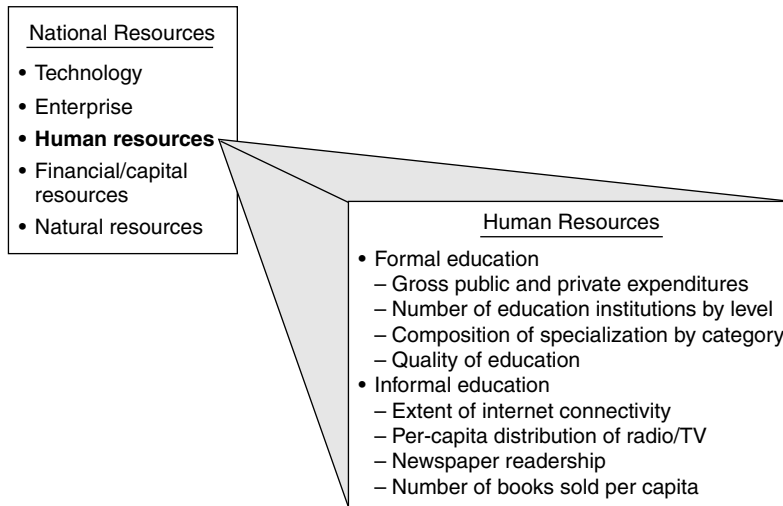 National Resources
• Technology
• Enterprise
• Human resources
• Financial/capital
resources
• Natural resources
Human Resources
• Formal education
– Gross public and private expenditures
– Number of education institutions by level
– Composition of specialization by category
– Quality of education
• Informal education
– Extent of internet connectivity
– Per-capita distribution of radio/TV
– Newspaper readership
– Number of books sold per capita